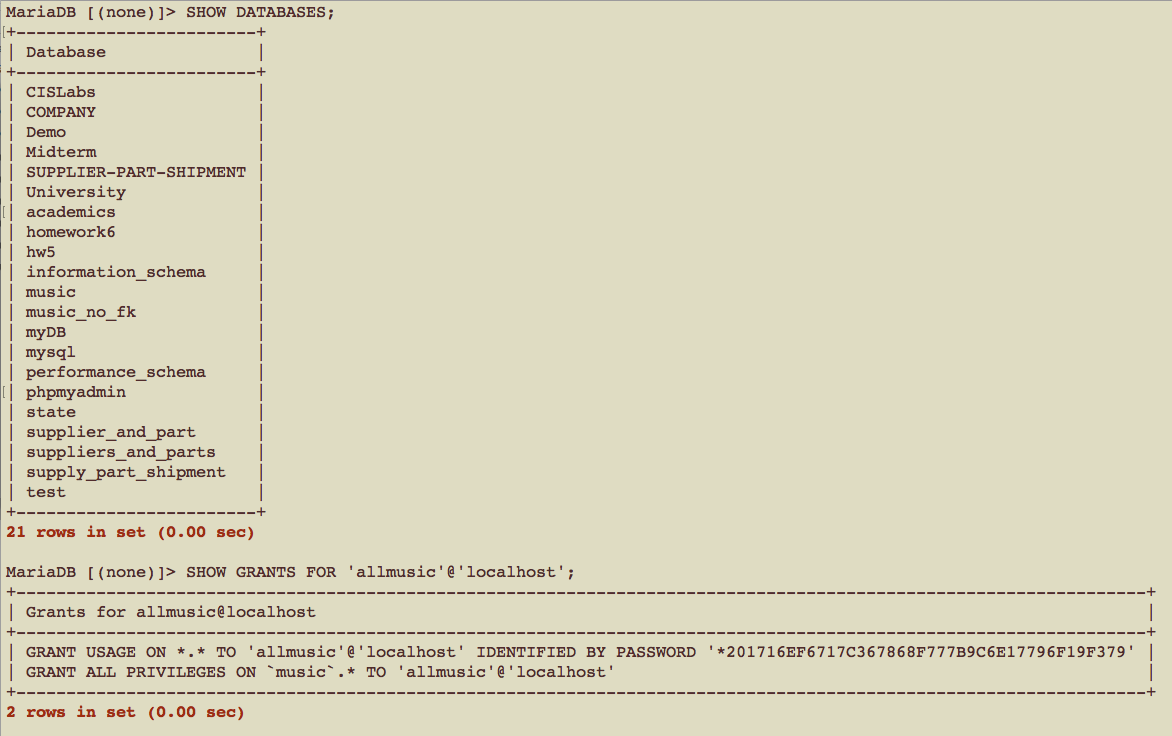 MariaDB [(none)]> SHOW DATABASES;
+------------------------+
| Database               |
+------------------------+
| CISLabs                |
| COMPANY                |
| Demo                   |
| Midterm                |
| SUPPLIER-PART-SHIPMENT |
| University             |
| academics              |
| homework6              |
| hw5                    |
| information_schema     |
| music                  |
| music_no_fk            |
| myDB                   |
| mysql                  |
| performance_schema     |
| phpmyadmin             |
| state                  |
| supplier_and_part      |
| suppliers_and_parts    |
| supply_part_shipment   |
| test                   |
+------------------------+
21 rows in set (0.00 sec)

MariaDB [(none)]> SHOW GRANTS FOR 'allmusic'@'localhost';
+-----------------------------------------------------------------------------------------------------------------+
| Grants for allmusic@localhost                                                                                   |
+-----------------------------------------------------------------------------------------------------------------+
| GRANT USAGE ON *.* TO 'allmusic'@'localhost' IDENTIFIED BY PASSWORD '*201716EF6717C367868F777B9C6E17796F19F379' |
| GRANT ALL PRIVILEGES ON `music`.* TO 'allmusic'@'localhost'                                                     |
+-----------------------------------------------------------------------------------------------------------------+
2 rows in set (0.00 sec)